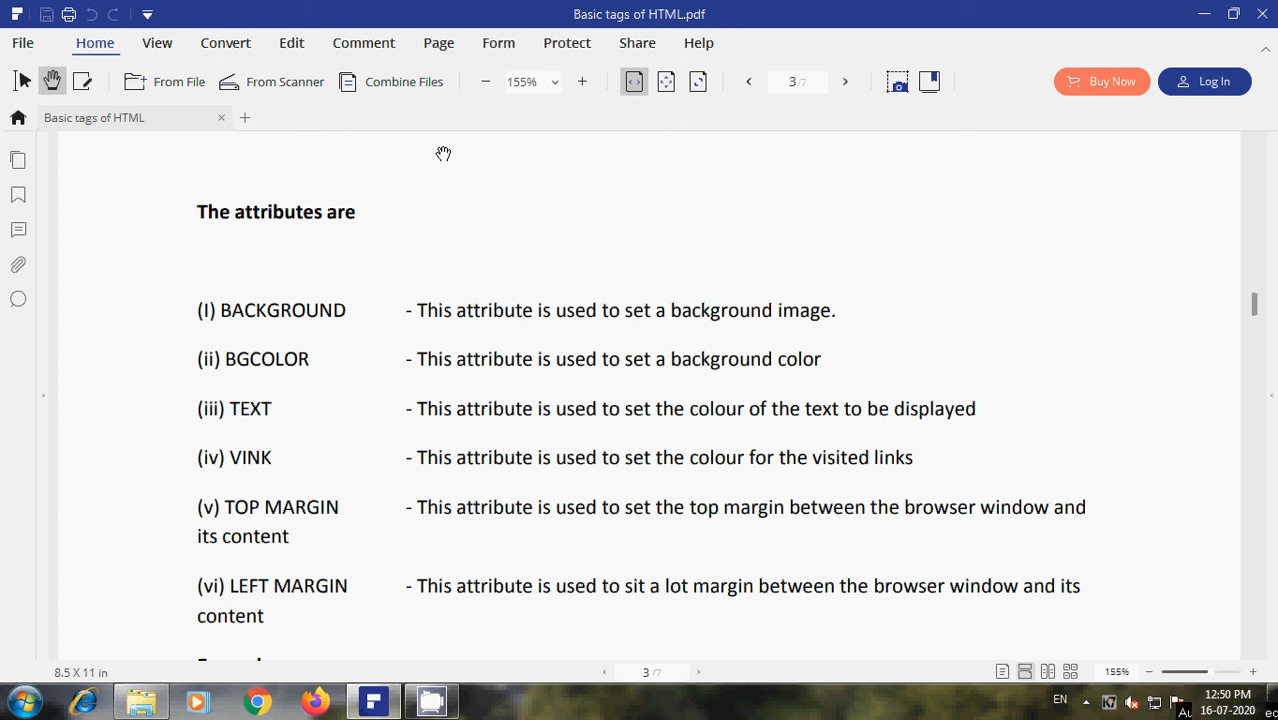 Basic tags of HTML.pdf
File Home View Convert Edit Comment Page Form Protect Share Help
From File From Scanner Combine Files 155% 3/7 Buy Now Log In
Basic tags of HTML
The attributes are
(I) BACKGROUND - This attribute is used to set a background image.
(ii) BGCOLOR - This attribute is used to set a background color
(iii) TEXT - This attribute is used to set the colour of the text to be displayed
(iv) VINK - This attribute is used to set the colour for the visited links
(v) TOP MARGIN - This attribute is used to set the top margin between the browser window and
its content
(vi) LEFT MARGIN - This attribute is used to sit a lot margin between the browser window and its
content
8.5 X 11 in 3/7 155%
EN 12:50 PM
16-07-2020